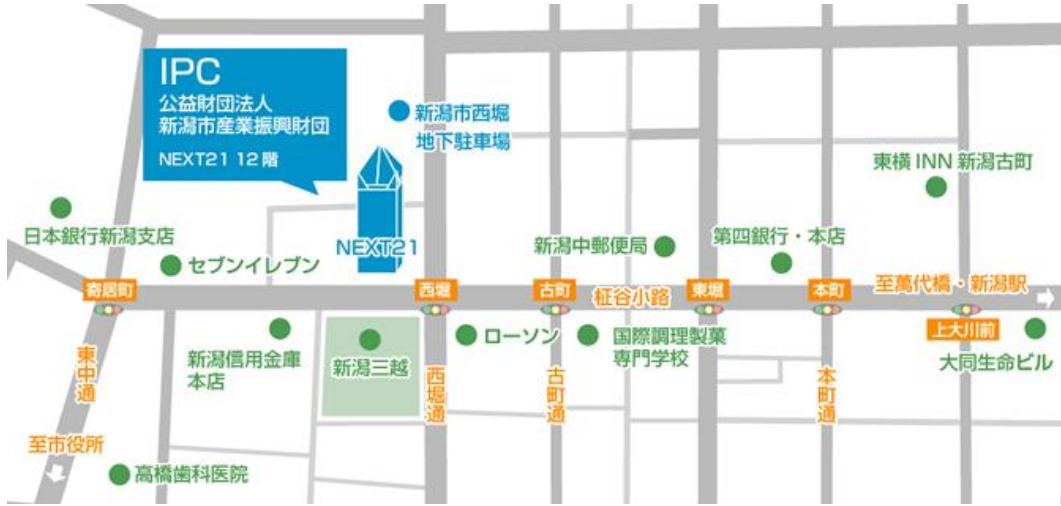 IPC
公益財団法人
新潟市産業振興財団
NEXT21 12階
新潟市西堀
地下駐車場
東横INN 新潟古町
日本銀行新潟支店
セブンイレブン
NEXT21
新潟中郵便局
第四銀行・本店
寄居町
西堀
古町
柾谷小路
東堀
本町
至萬代橋・新潟駅
上大川前
東中通
新潟信用金庫
本店
新潟三越
西堀通
ローソン
古町通
国際調理製菓
専門学校
本町通
大同生命ビル
至市役所
高橋歯科医院